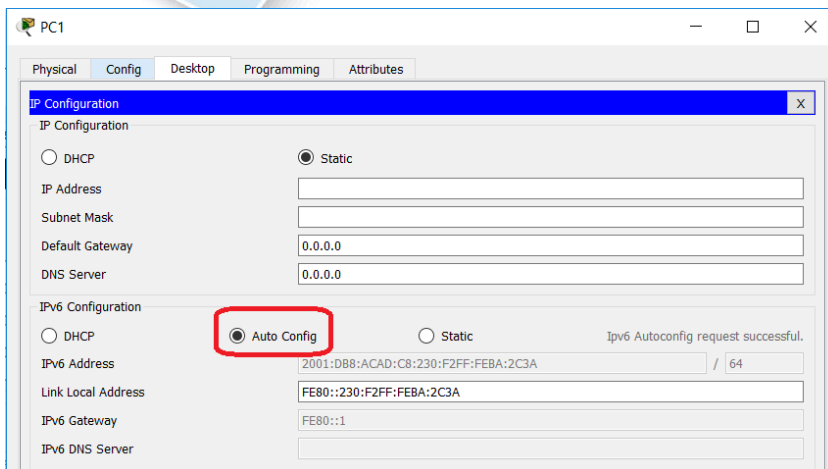 PC1
Physical Config Desktop Programming Attributes
IP Configuration X
IP Configuration
DHCP Static
IP Address
Subnet Mask
Default Gateway 0.0.0.0
DNS Server 0.0.0.0
IPv6 Configuration
DHCP Auto Config Static Ipv6 Autoconfig request successful.
IPv6 Address 2001:DB8:ACAD:C8:230:F2FF:FEBA:2C3A / 64
Link Local Address FE80::230:F2FF:FEBA:2C3A
IPv6 Gateway FE80::1
IPv6 DNS Server